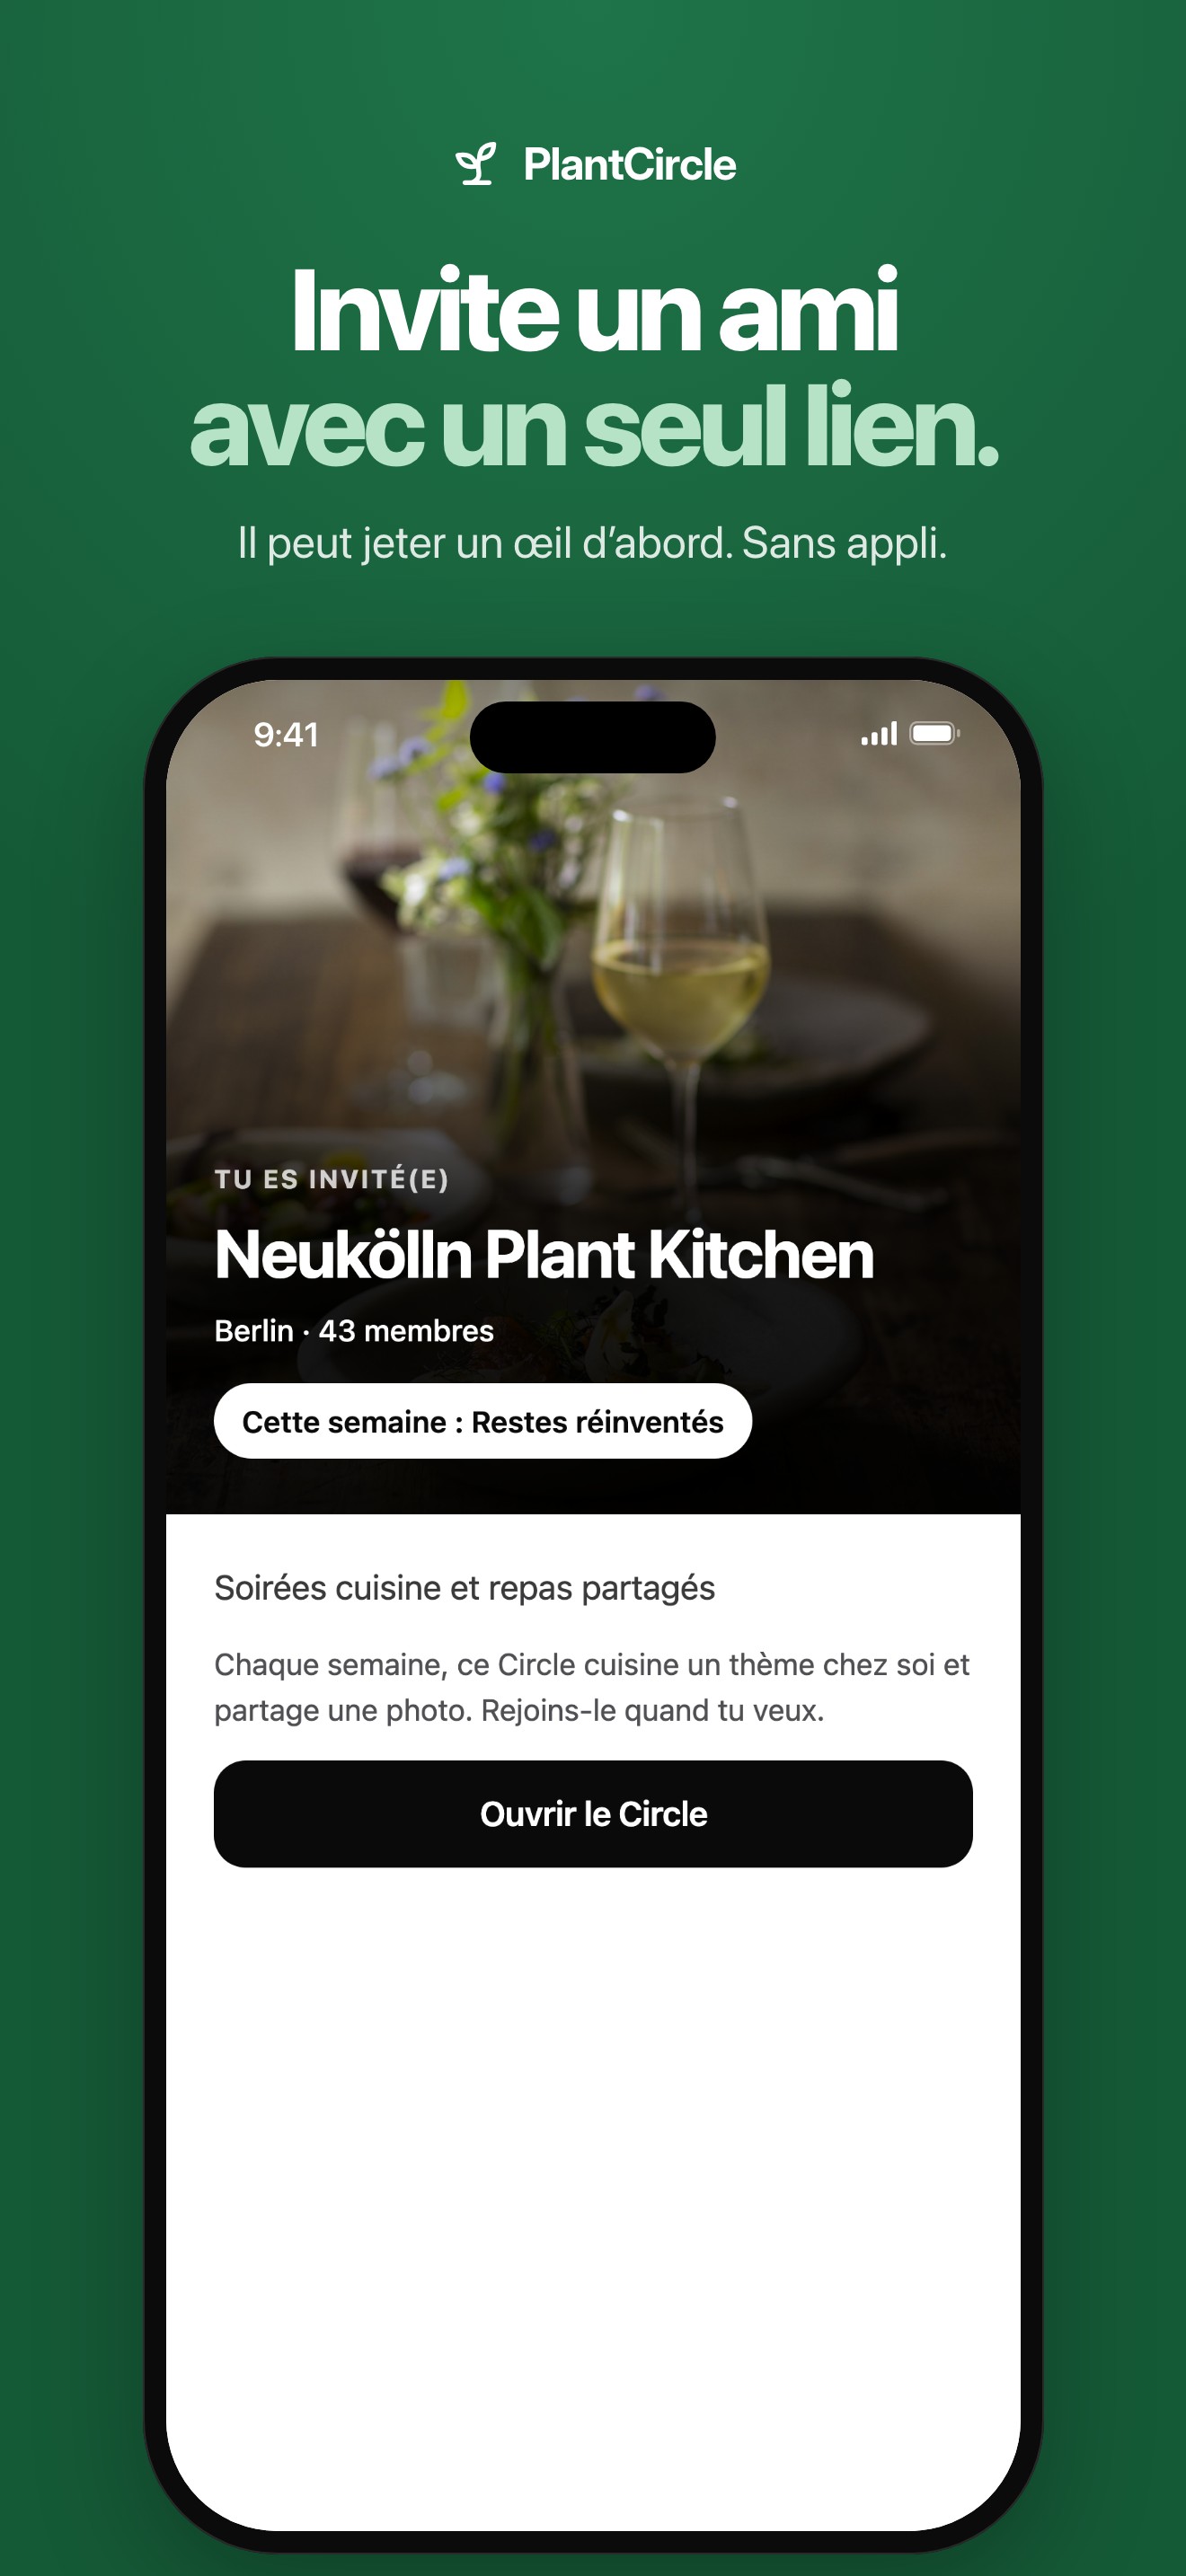 PlantCircle
Invite un ami
avec un seul lien.
Il peut jeter un œil d’abord. Sans appli.
9:41
TU ES INVITÉ(E)
Neukölln Plant Kitchen
Berlin · 43 membres
Cette semaine : Restes réinventés
Soirées cuisine et repas partagés
Chaque semaine, ce Circle cuisine un thème chez soi et
partage une photo. Rejoins-le quand tu veux.
Ouvrir le Circle